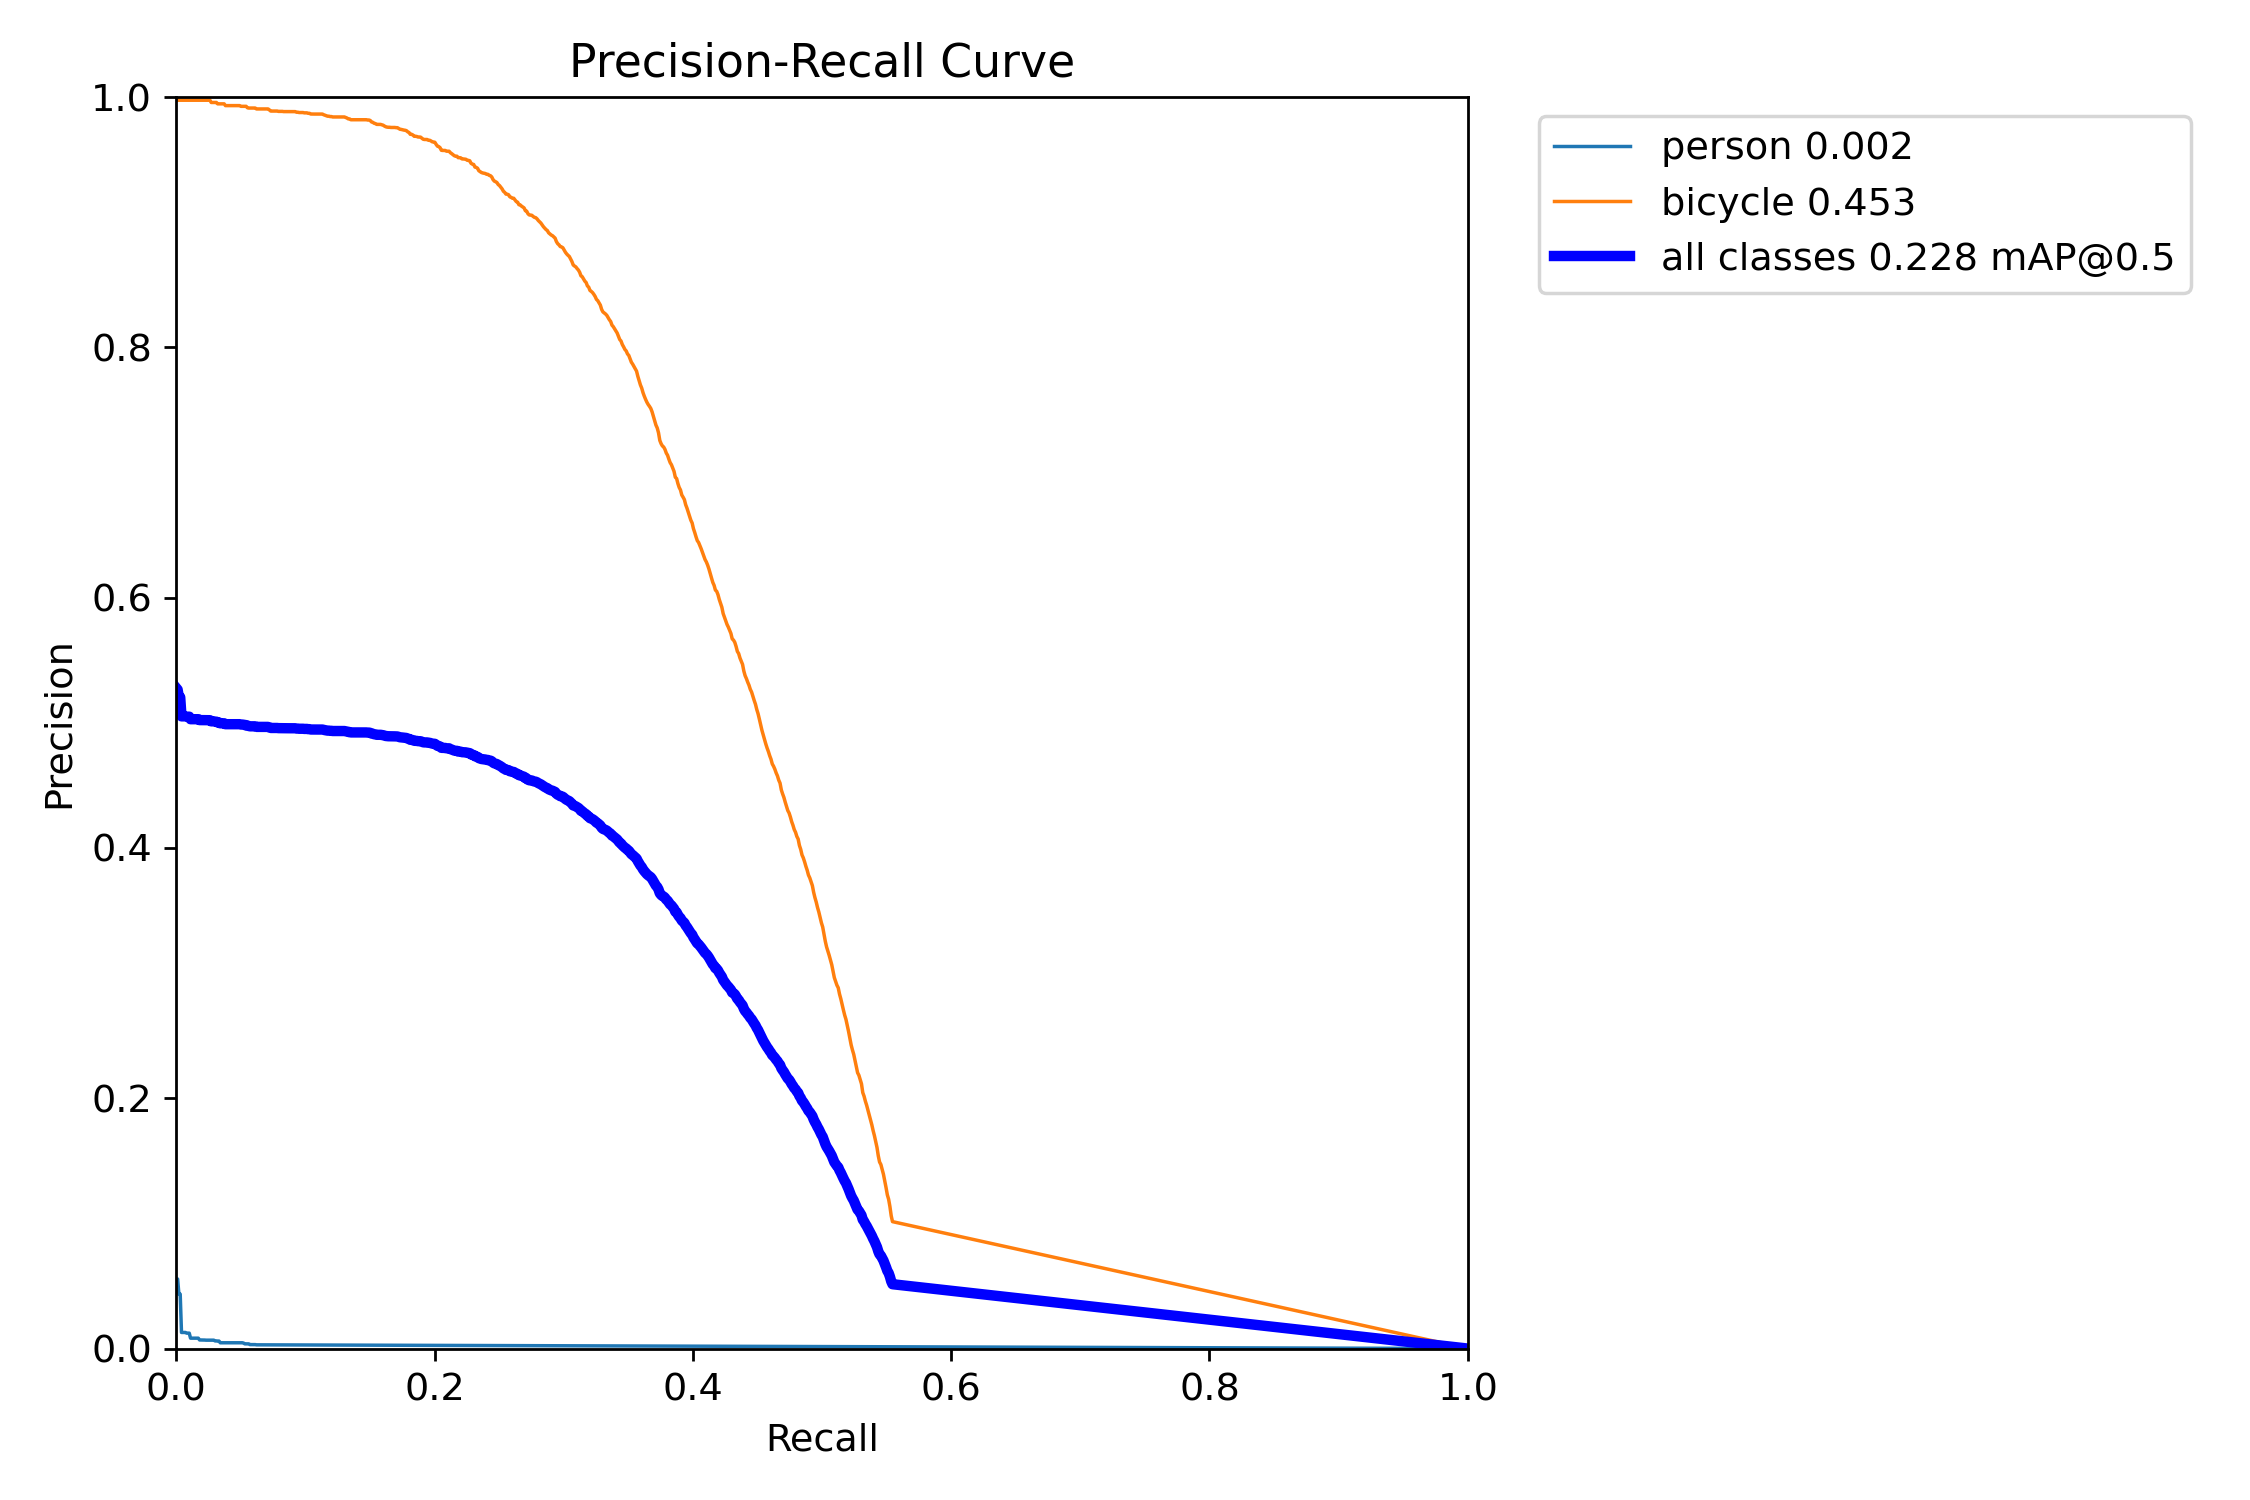 Precision-Recall Curve
1.0
0.8
0.6
0.4
0.2
0.0
Precision
0.0 0.2 0.4 0.6 0.8 1.0
Recall
person 0.002
bicycle 0.453
all classes 0.228 mAP@0.5